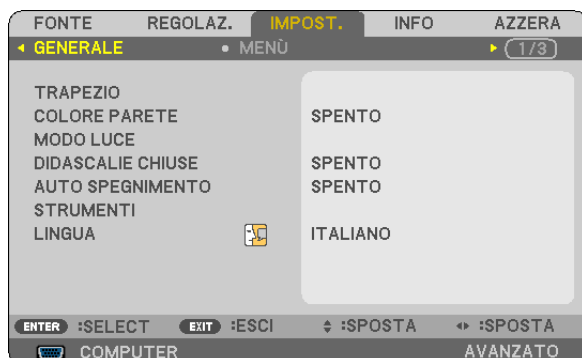 FONTE REGOLAZ. IMPOST. INFO AZZERA
GENERALE MENÙ 1/3
TRAPEZIO
COLORE PARETE SPENTO
MODO LUCE
DIDASCALIE CHIUSE SPENTO
AUTO SPEGNIMENTO SPENTO
STRUMENTI
LINGUA ITALIANO
ENTER :SELECT EXIT :ESCI :SPOSTA :SPOSTA
COMPUTER AVANZATO